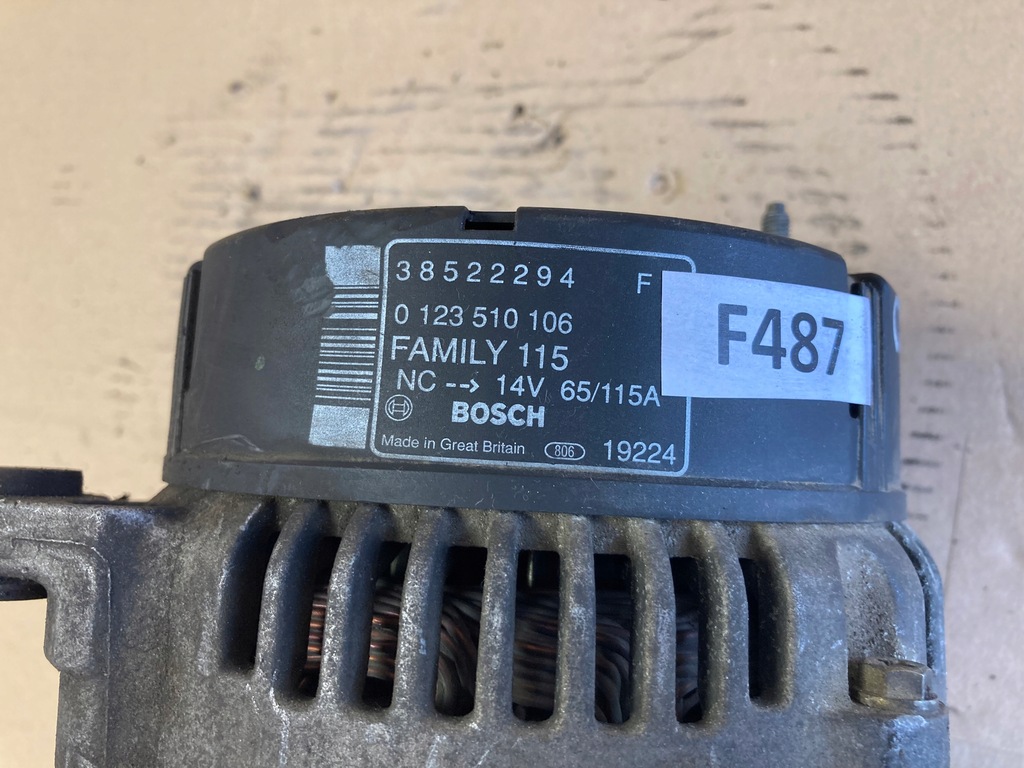 38522294 F
0 123 510 106
FAMILY 115
NC --> 14V 65/115A
BOSCH
Made in Great Britain 806 19224
F487